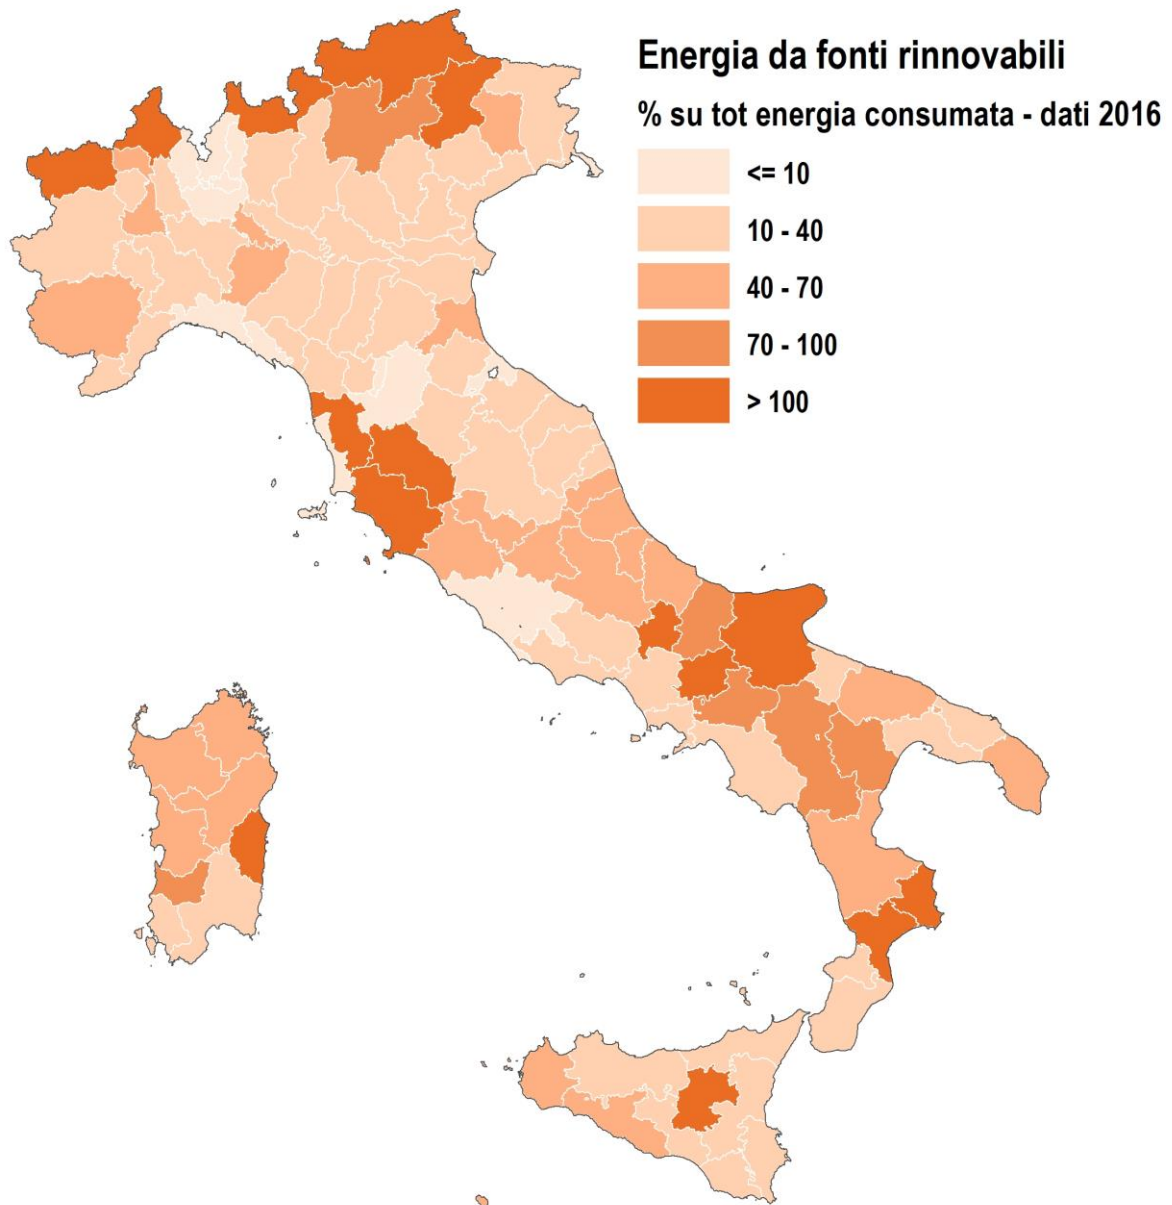 Energia da fonti rinnovabili
% su tot energia consumata - dati 2016
<= 10
10 - 40
40 - 70
70 - 100
> 100